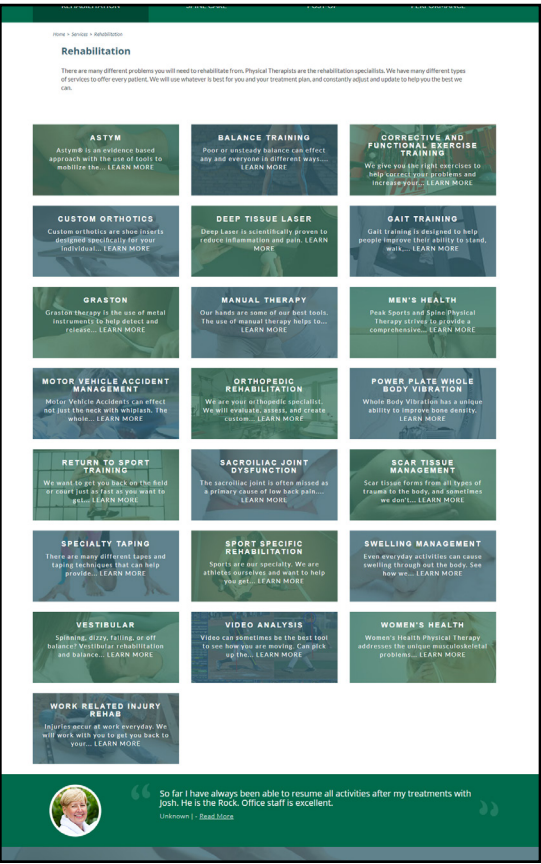 REHABILITATION SPINE CARE POST OP PERFORMANCE
Home > Services > Rehabilitation
Rehabilitation
There are many different problems you will need to rehabilitate from. Physical Therapists are the rehabilitation speciallists. We have many different types
of services to offer every patient. We will use whatever is best for you and your treatment plan, and constantly adjust and update to help you the best we
can.
ASTYM
Astym® is an evidence based
approach with the use of tools to
mobilize the... LEARN MORE
BALANCE TRAINING
Poor or unsteady balance can effect
any and everyone in different ways....
LEARN MORE
CORRECTIVE AND
FUNCTIONAL EXERCISE
TRAINING
We give you the right exercises to
help correct your problems and
increase your... LEARN MORE
CUSTOM ORTHOTICS
Custom orthotics are shoe inserts
designed specifically for your
individual... LEARN MORE
DEEP TISSUE LASER
Deep Laser is scientifically proven to
reduce inflammation and pain. LEARN
MORE
GAIT TRAINING
Gait training is designed to help
people improve their ability to stand,
walk,... LEARN MORE
GRASTON
Graston therapy is the use of metal
instruments to help detect and
release... LEARN MORE
MANUAL THERAPY
Our hands are some of our best tools.
The use of manual therapy helps to...
LEARN MORE
MEN'S HEALTH
Peak Sports and Spine Physical
Therapy strives to provide a
comprehensive... LEARN MORE
MOTOR VEHICLE ACCIDENT
MANAGEMENT
Motor Vehicle Accidents can effect
not just the neck with whiplash. The
whole... LEARN MORE
ORTHOPEDIC
REHABILITATION
We are your orthopedic specialist.
We will evaluate, assess, and create
custom... LEARN MORE
POWER PLATE WHOLE
BODY VIBRATION
Whole Body Vibration has a unique
ability to improve bone density.
LEARN MORE
RETURN TO SPORT
TRAINING
We want to get you back on the field
or court just as fast as you want to
get... LEARN MORE
SACROILIAC JOINT
DYSFUNCTION
The sacroiliac joint is often missed as
a primary cause of low back pain....
LEARN MORE
SCAR TISSUE
MANAGEMENT
Scar tissue forms from all types of
trauma to the body, and sometimes
we don't... LEARN MORE
SPECIALTY TAPING
There are many different tapes and
taping techniques that can help
provide... LEARN MORE
SPORT SPECIFIC
REHABILITATION
Sports are our specialty. We are
athletes ourselves and want to help
you get... LEARN MORE
SWELLING MANAGEMENT
Even everyday activities can cause
swelling through out the body. See
how we... LEARN MORE
VESTIBULAR
Spinning, dizzy, falling, or off
balance? Vestibular rehabilitation
and balance... LEARN MORE
VIDEO ANALYSIS
Video can sometimes be the best tool
to see how you are moving. Can pick
up the... LEARN MORE
WOMEN'S HEALTH
Women's Health Physical Therapy
addresses the unique musculoskeletal
problems... LEARN MORE
WORK RELATED INJURY
REHAB
Injuries occur at work everyday. We
will work with you to get you back to
your... LEARN MORE
So far I have always been able to resume all activities after my treatments with
Josh. He is the Rock. Office staff is excellent.
Unknown | - Read More